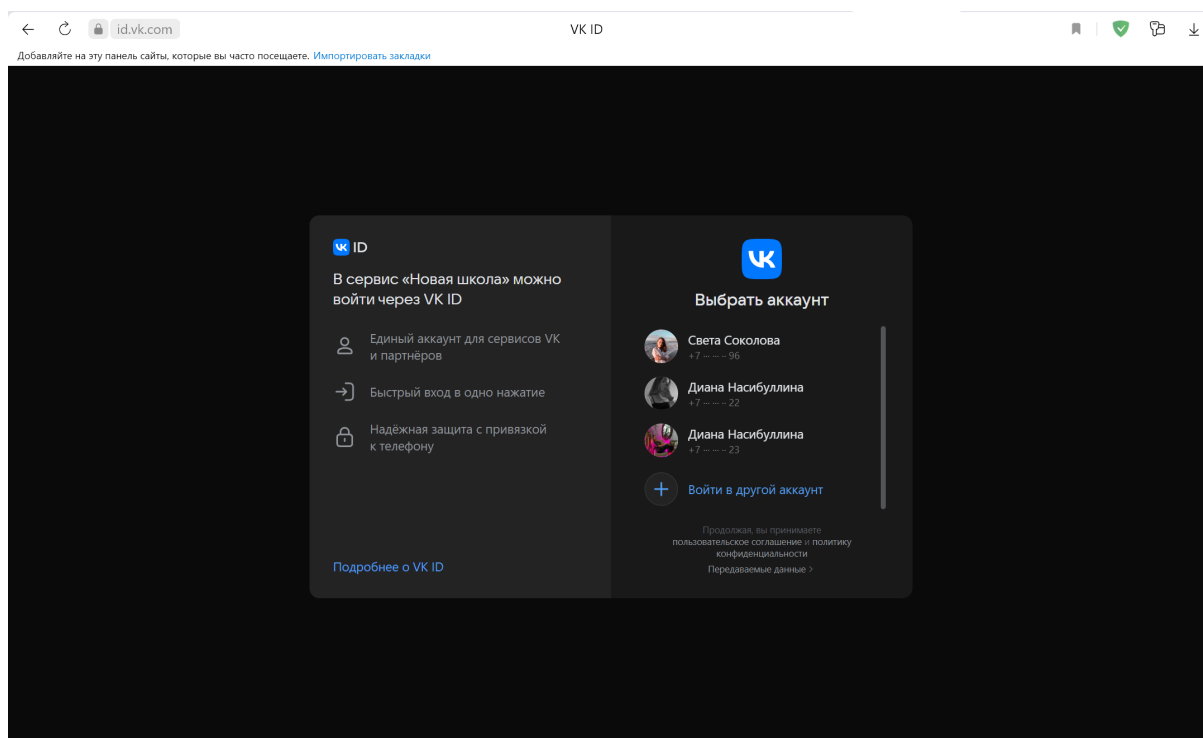 id.vk.com
VK ID
Добавляйте на эту панель сайты, которые вы часто посещаете. Импортировать закладки
VK ID
В сервис «Новая школа» можно
войти через VK ID
Единый аккаунт для сервисов VK
и партнёров
Быстрый вход в одно нажатие
Надёжная защита с привязкой
к телефону
Подробнее о VK ID
VK
Выбрать аккаунт
Света Соколова
+7 ··· ··· ·· 96
Диана Насибуллина
+7 ··· ··· ·· 22
Диана Насибуллина
+7 ··· ··· ·· 23
Войти в другой аккаунт
Продолжая, вы принимаете
пользовательское соглашение и политику
конфиденциальности
Передаваемые данные >